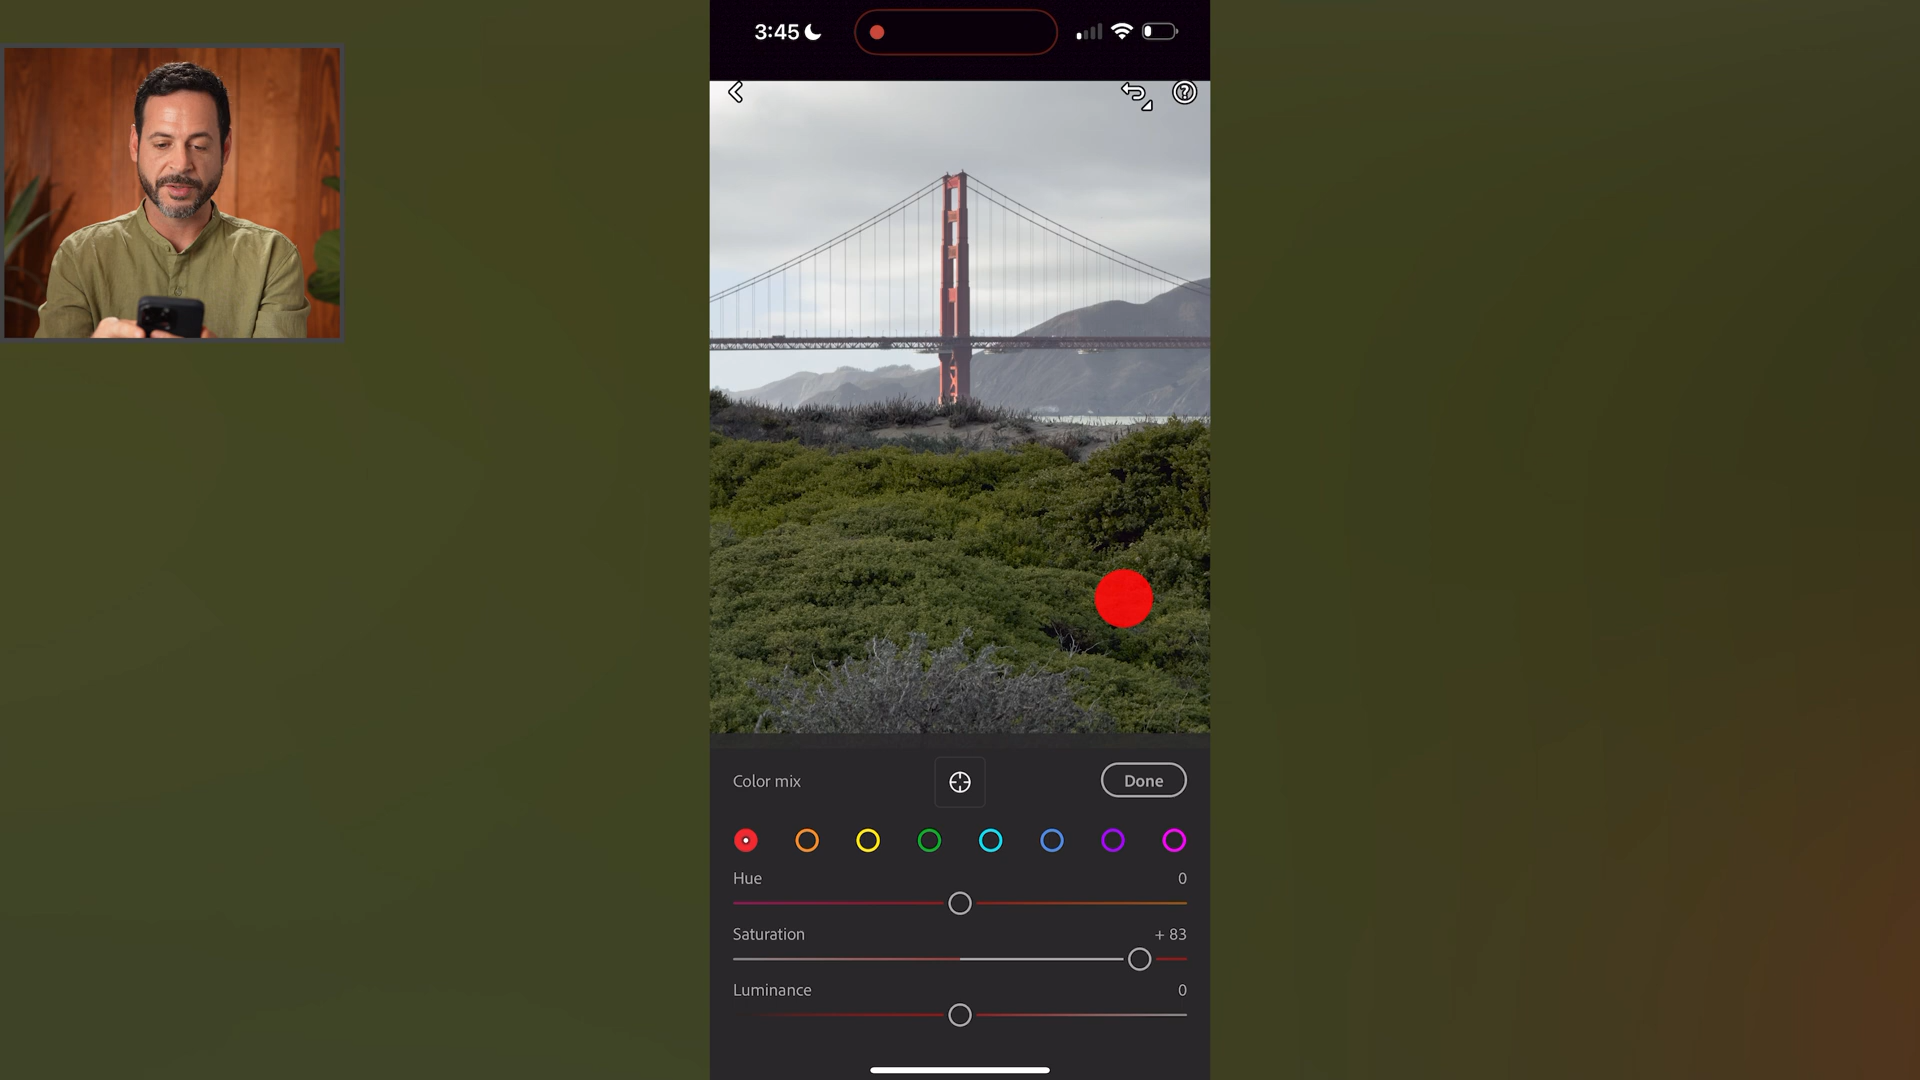 3:45
Color mix
Done
Hue 0
Saturation + 83
Luminance 0